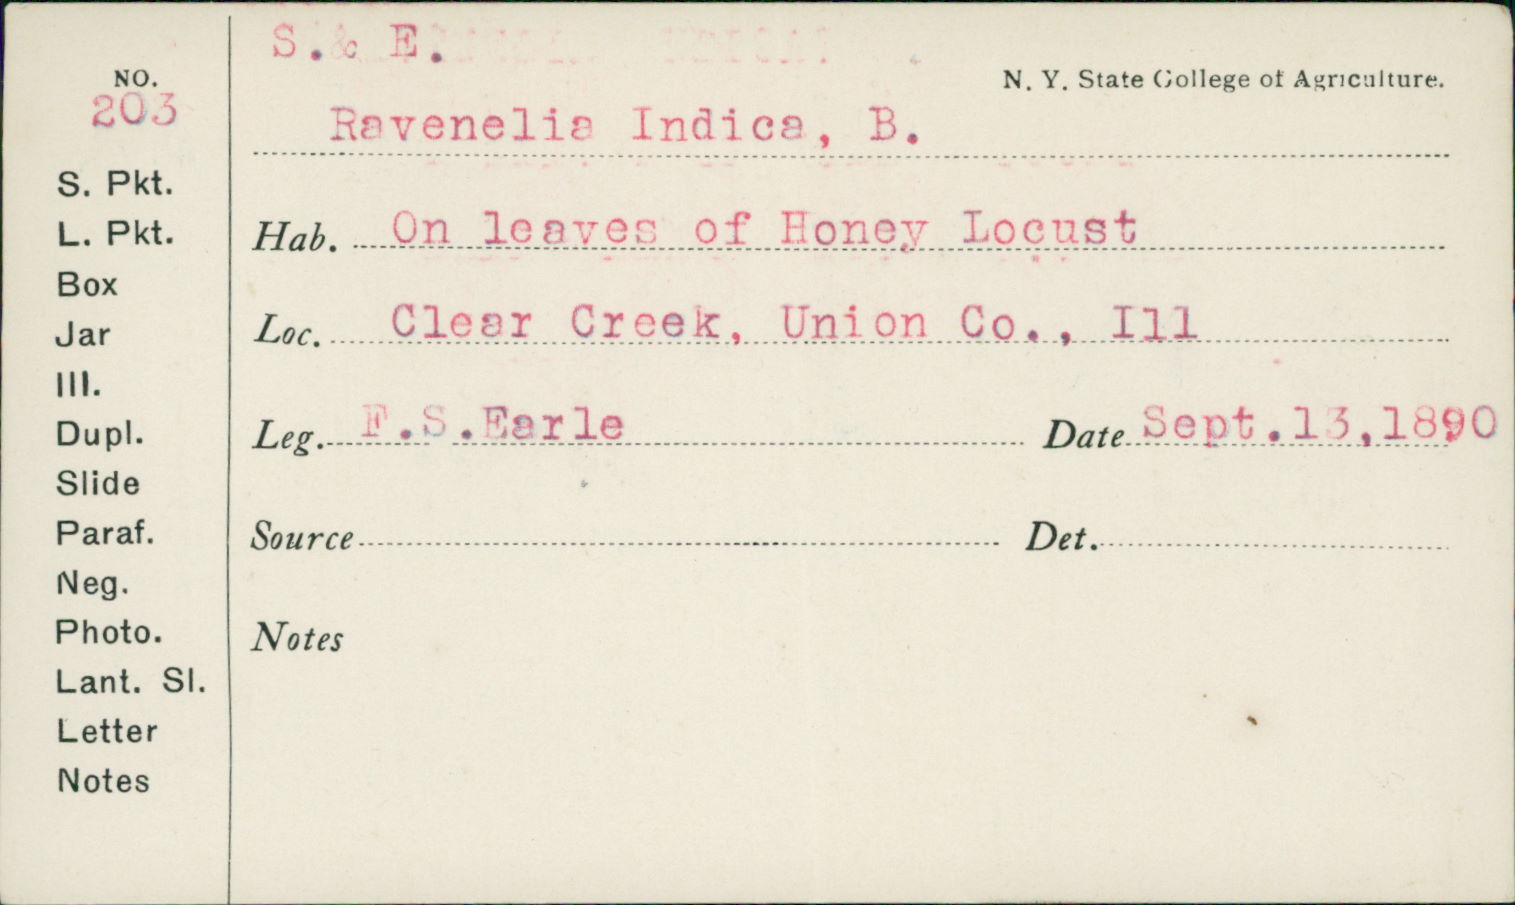 S. & E.
NO.
N. Y. State College of Agriculture.
203
Ravenelia Indica, B.
S. Pkt.
L. Pkt.
Hab. On leaves of Honey Locust
Box
Jar
Loc. Clear Creek, Union Co., Ill
Ill.
Dupl.
Leg. F.S.Earle Date Sept.13,1890
Slide
Paraf.
Source Det.
Neg.
Photo.
Notes
Lant. Sl.
Letter
Notes